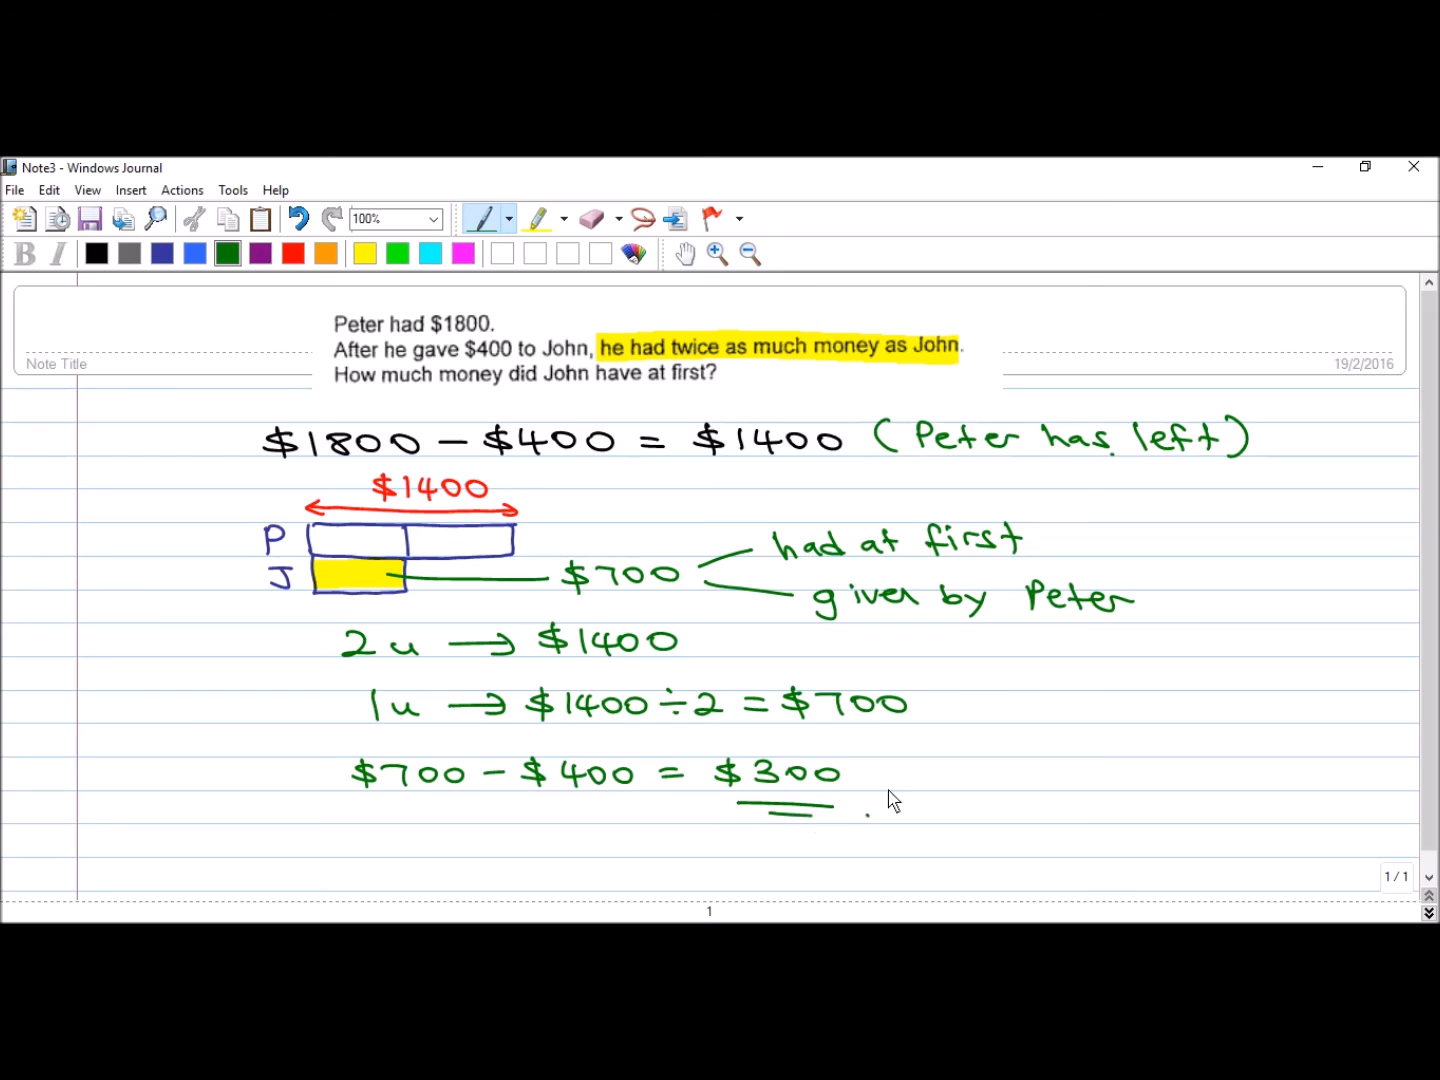 Note3 - Windows Journal
File Edit View Insert Actions Tools Help
100%
B I
Peter had $1800.
After he gave $400 to John, he had twice as much money as John.
How much money did John have at first?
Note Title
19/2/2016
$1800 - $400 = $1400 (Peter has left)
$1400
P
J
$700
had at first
given by Peter
2u → $1400
1u → $1400 ÷ 2 = $700
$700 - $400 = $300
1 / 1
1